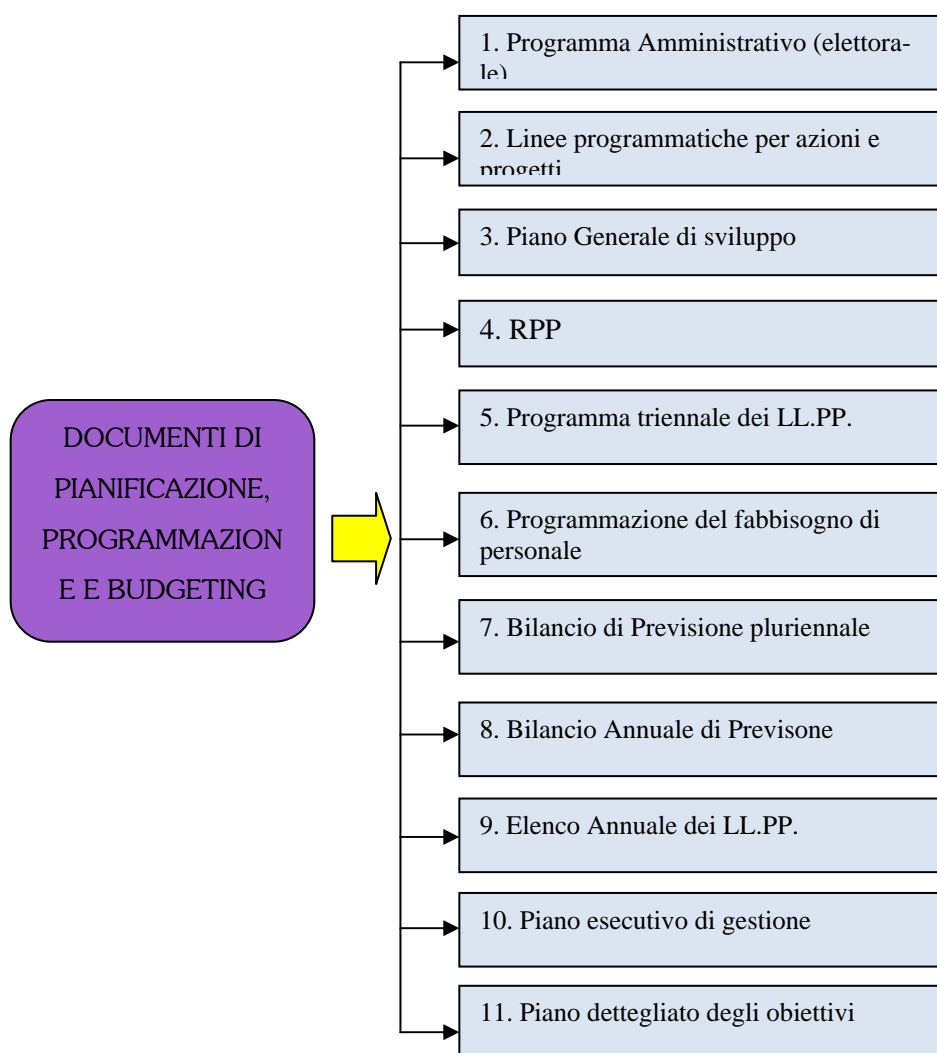 1. Programma Amministrativo (elettora-
le)
2. Linee programmatiche per azioni e
progetti
3. Piano Generale di sviluppo
4. RPP
5. Programma triennale dei LL.PP.
DOCUMENTI DI
PIANIFICAZIONE,
PROGRAMMAZION
E E BUDGETING
6. Programmazione del fabbisogno di
personale
7. Bilancio di Previsione pluriennale
8. Bilancio Annuale di Previsone
9. Elenco Annuale dei LL.PP.
10. Piano esecutivo di gestione
11. Piano dettegliato degli obiettivi